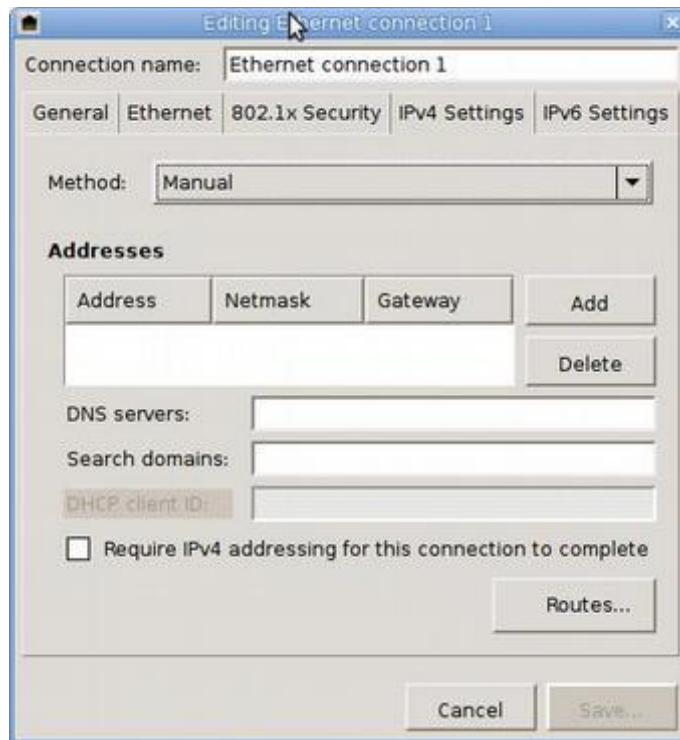 Editing Ethernet connection 1
Connection name: Ethernet connection 1
General Ethernet 802.1x Security IPv4 Settings IPv6 Settings
Method: Manual
Addresses
Address Netmask Gateway Add
Delete
DNS servers:
Search domains:
DHCP client ID:
Require IPv4 addressing for this connection to complete
Routes...
Cancel Save...